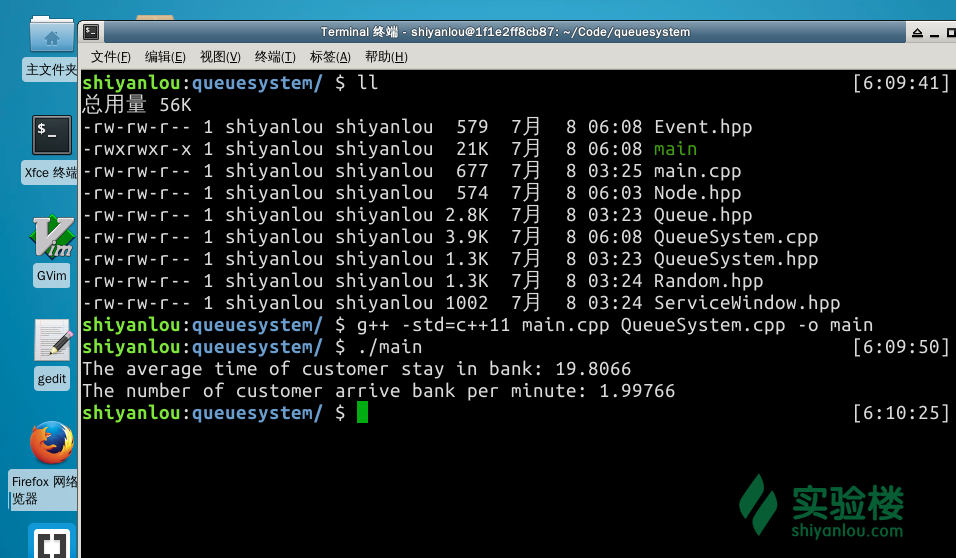 Terminal 终端 - shiyanlou@1f1e2ff8cb87: ~/Code/queuesystem
文件(F) 编辑(E) 视图(V) 终端(T) 标签(A) 帮助(H)
主文件夹
$_
Xfce 终端
Vim
GVim
gedit
Firefox 网络
览器
shiyanlou:queuesystem/ $ ll [6:09:41]
总用量 56K
-rw-rw-r-- 1 shiyanlou shiyanlou  579  7月  8 06:08 Event.hpp
-rwxrwxr-x 1 shiyanlou shiyanlou  21K  7月  8 06:08 main
-rw-rw-r-- 1 shiyanlou shiyanlou  677  7月  8 03:25 main.cpp
-rw-rw-r-- 1 shiyanlou shiyanlou  574  7月  8 06:03 Node.hpp
-rw-rw-r-- 1 shiyanlou shiyanlou 2.8K  7月  8 03:23 Queue.hpp
-rw-rw-r-- 1 shiyanlou shiyanlou 3.9K  7月  8 06:08 QueueSystem.cpp
-rw-rw-r-- 1 shiyanlou shiyanlou 1.3K  7月  8 03:23 QueueSystem.hpp
-rw-rw-r-- 1 shiyanlou shiyanlou 1.3K  7月  8 03:24 Random.hpp
-rw-rw-r-- 1 shiyanlou shiyanlou 1002  7月  8 03:24 ServiceWindow.hpp
shiyanlou:queuesystem/ $ g++ -std=c++11 main.cpp QueueSystem.cpp -o main
shiyanlou:queuesystem/ $ ./main [6:09:50]
The average time of customer stay in bank: 19.8066
The number of customer arrive bank per minute: 1.99766
shiyanlou:queuesystem/ $ [6:10:25]
实验楼
shiyanlou.com